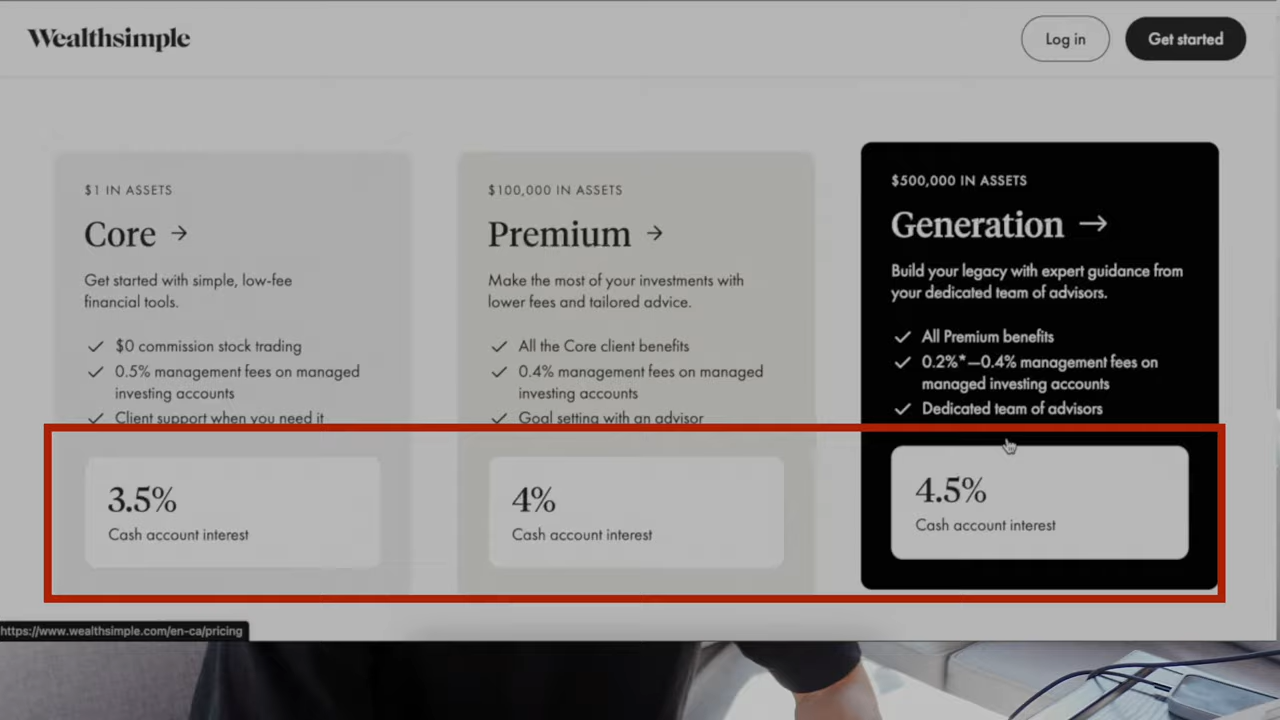 Wealthsimple
Log in
Get started
$1 IN ASSETS
Core →
Get started with simple, low-fee
financial tools.
$0 commission stock trading
0.5% management fees on managed
investing accounts
Client support when you need it
3.5%
Cash account interest
$100,000 IN ASSETS
Premium →
Make the most of your investments with
lower fees and tailored advice.
All the Core client benefits
0.4% management fees on managed
investing accounts
Goal setting with an advisor
4%
Cash account interest
$500,000 IN ASSETS
Generation →
Build your legacy with expert guidance from
your dedicated team of advisors.
All Premium benefits
0.2%*—0.4% management fees on
managed investing accounts
Dedicated team of advisors
4.5%
Cash account interest
https://www.wealthsimple.com/en-ca/pricing